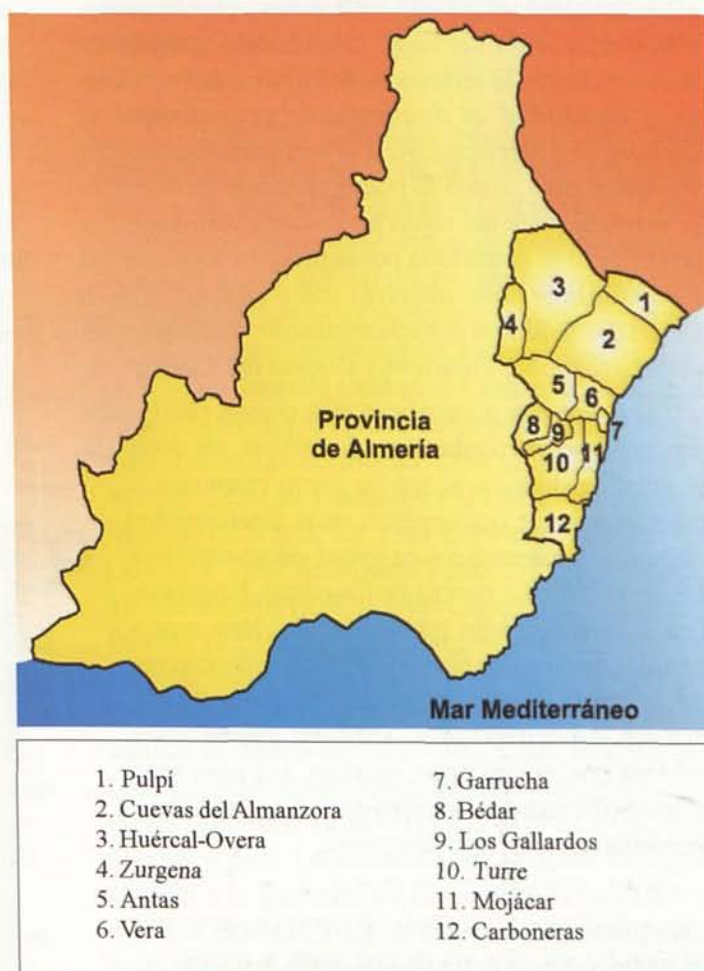 3
1
4
2
5
6
Provincia
de Almería
8
9
7
10
11
12
Mar Mediterráneo
1. Pulpí
2. Cuevas del Almanzora
3. Huércal-Overa
4. Zurgena
5. Antas
6. Vera
7. Garrucha
8. Bédar
9. Los Gallardos
10. Turre
11. Mojácar
12. Carboneras